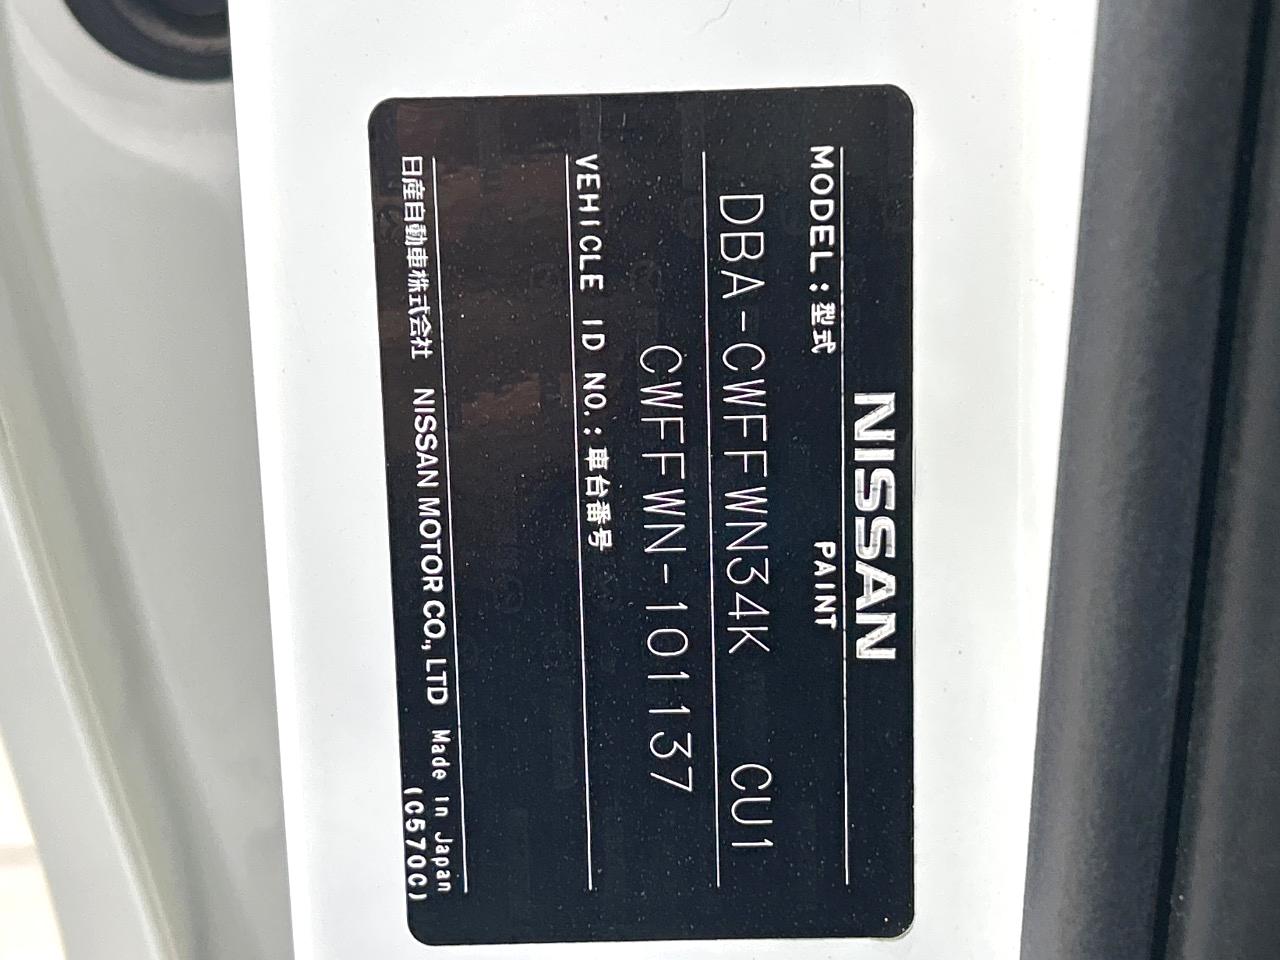 NISSAN
MODEL:型式 PAINT
DBA-CWFFWN34K CU1
CWFFWN-101137
VEHICLE ID NO.:車台番号
日産自動車株式会社 NISSAN MOTOR CO., LTD Made in Japan
(C570C)